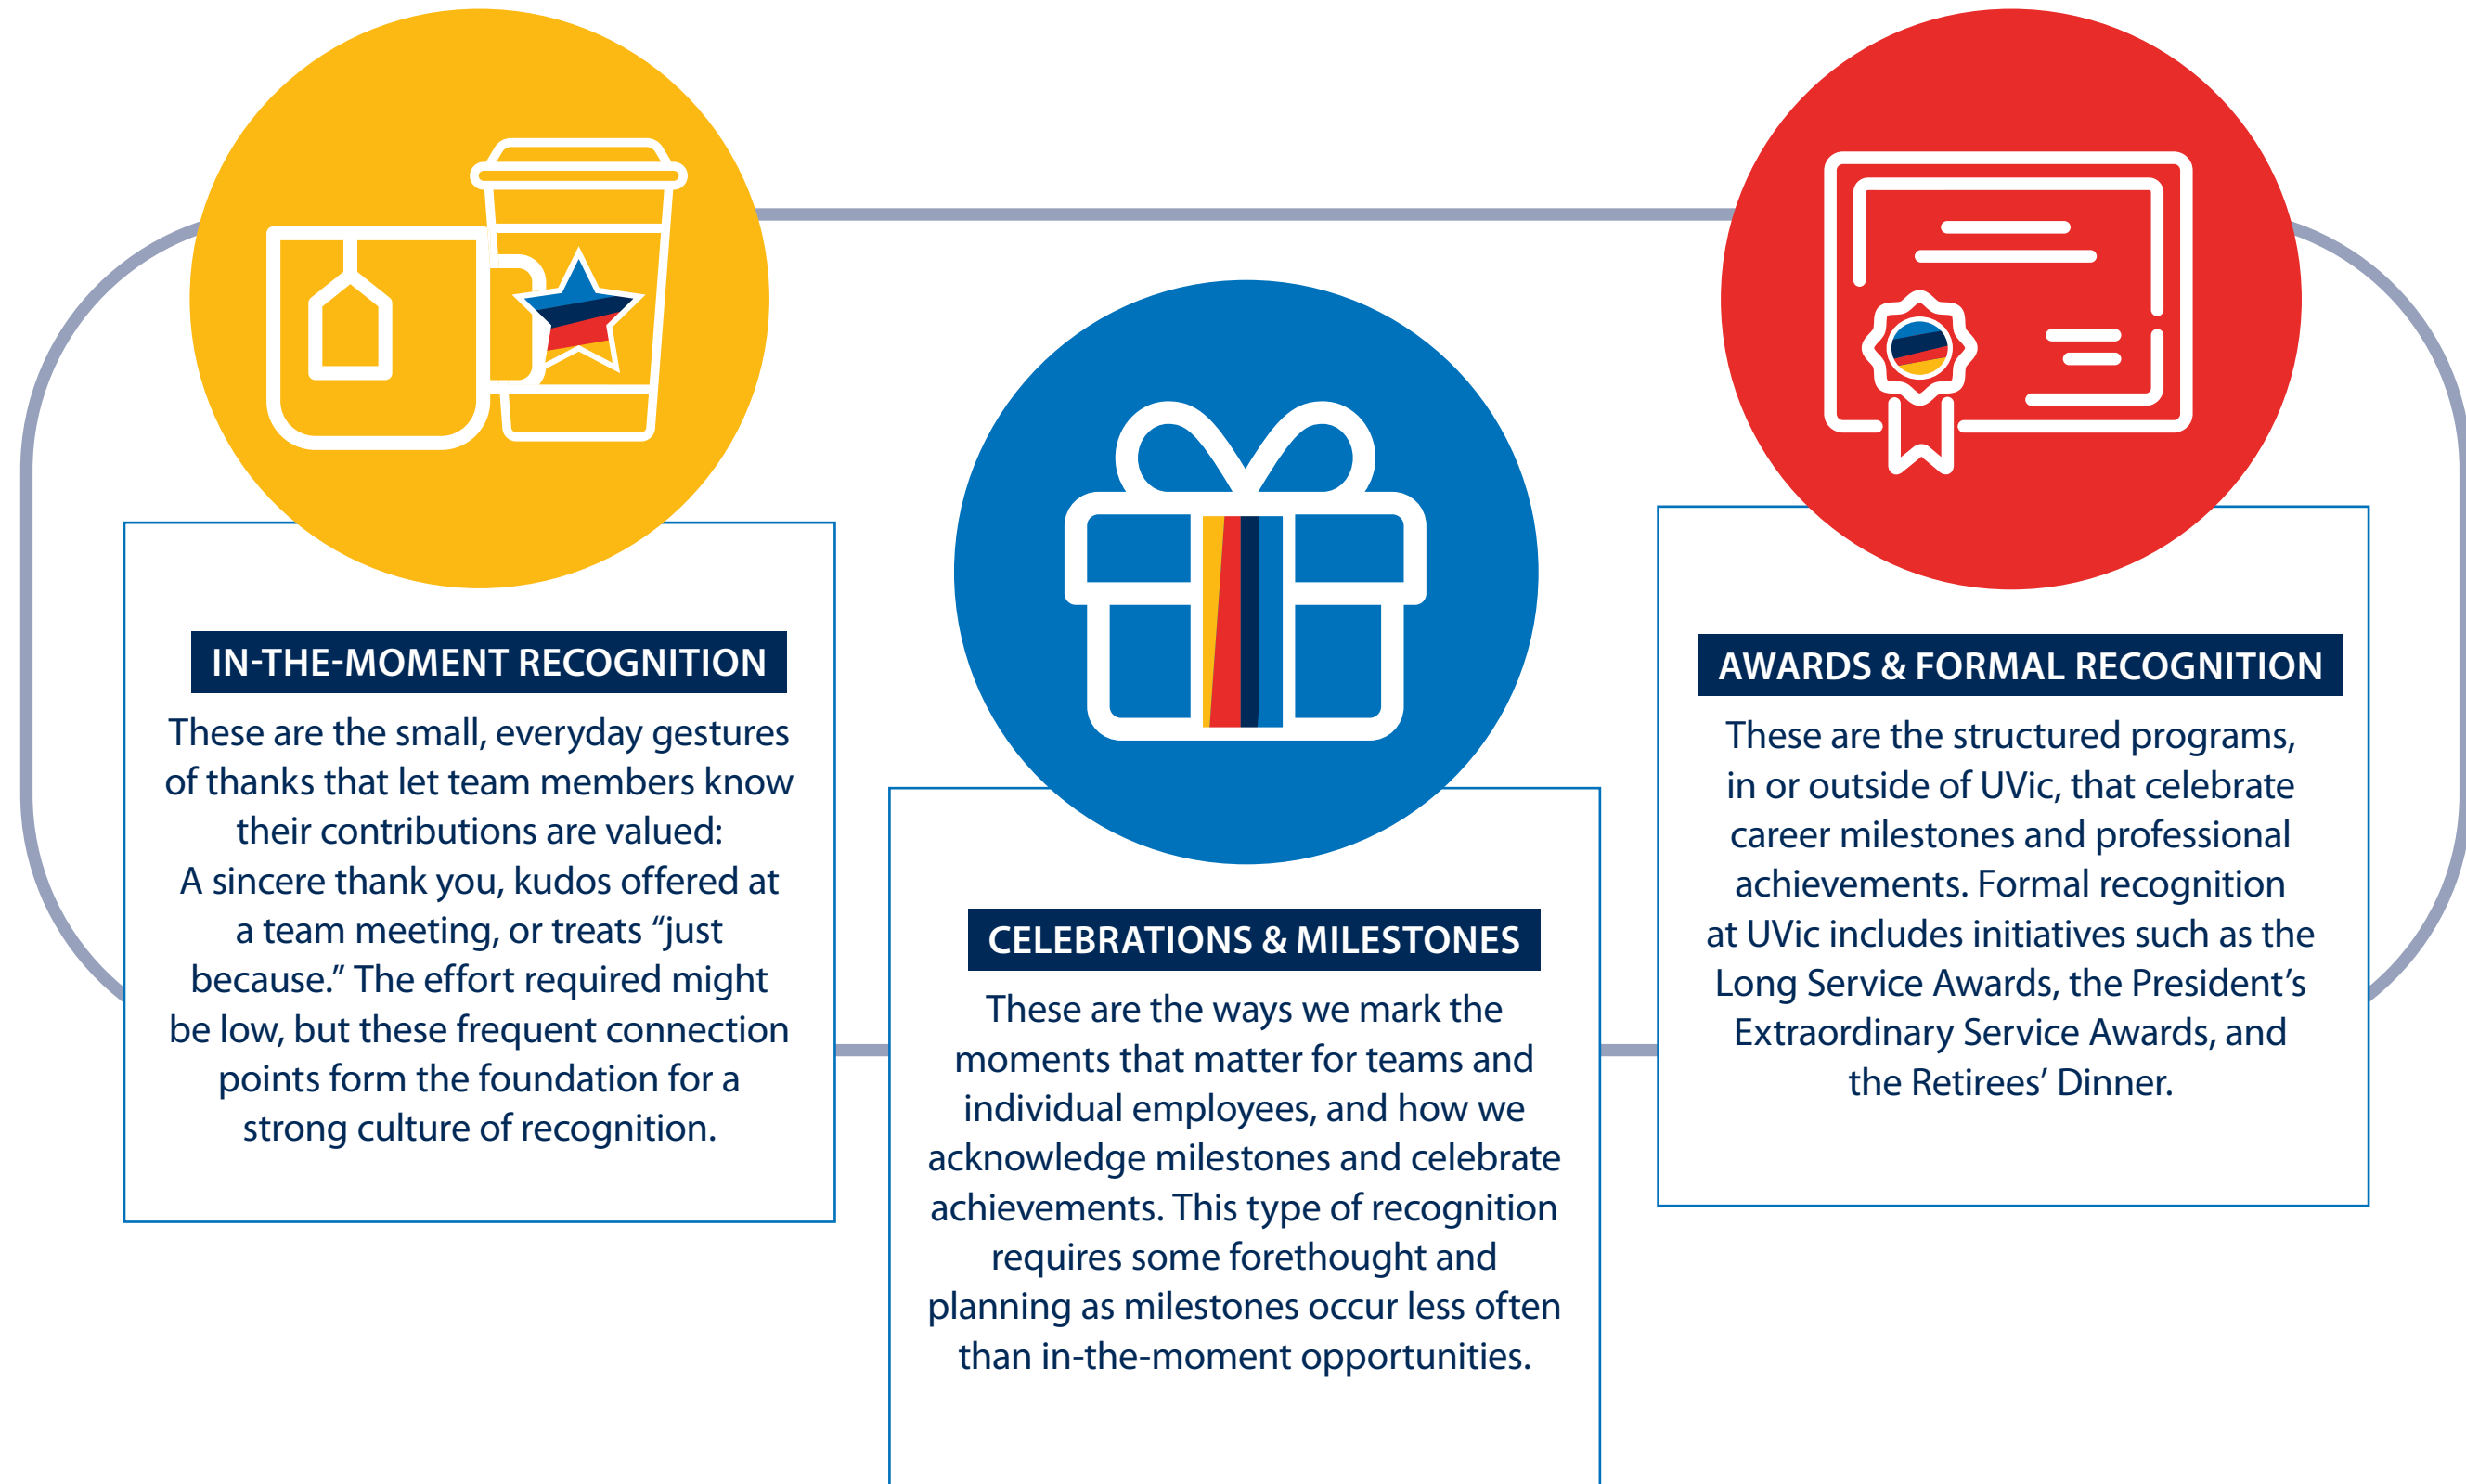 IN-THE-MOMENT RECOGNITION
These are the small, everyday gestures
of thanks that let team members know
their contributions are valued:
A sincere thank you, kudos offered at
a team meeting, or treats “just
because.” The effort required might
be low, but these frequent connection
points form the foundation for a
strong culture of recognition.
CELEBRATIONS & MILESTONES
These are the ways we mark the
moments that matter for teams and
individual employees, and how we
acknowledge milestones and celebrate
achievements. This type of recognition
requires some forethought and
planning as milestones occur less often
than in-the-moment opportunities.
AWARDS & FORMAL RECOGNITION
These are the structured programs,
in or outside of UVic, that celebrate
career milestones and professional
achievements. Formal recognition
at UVic includes initiatives such as the
Long Service Awards, the President’s
Extraordinary Service Awards, and
the Retirees’ Dinner.